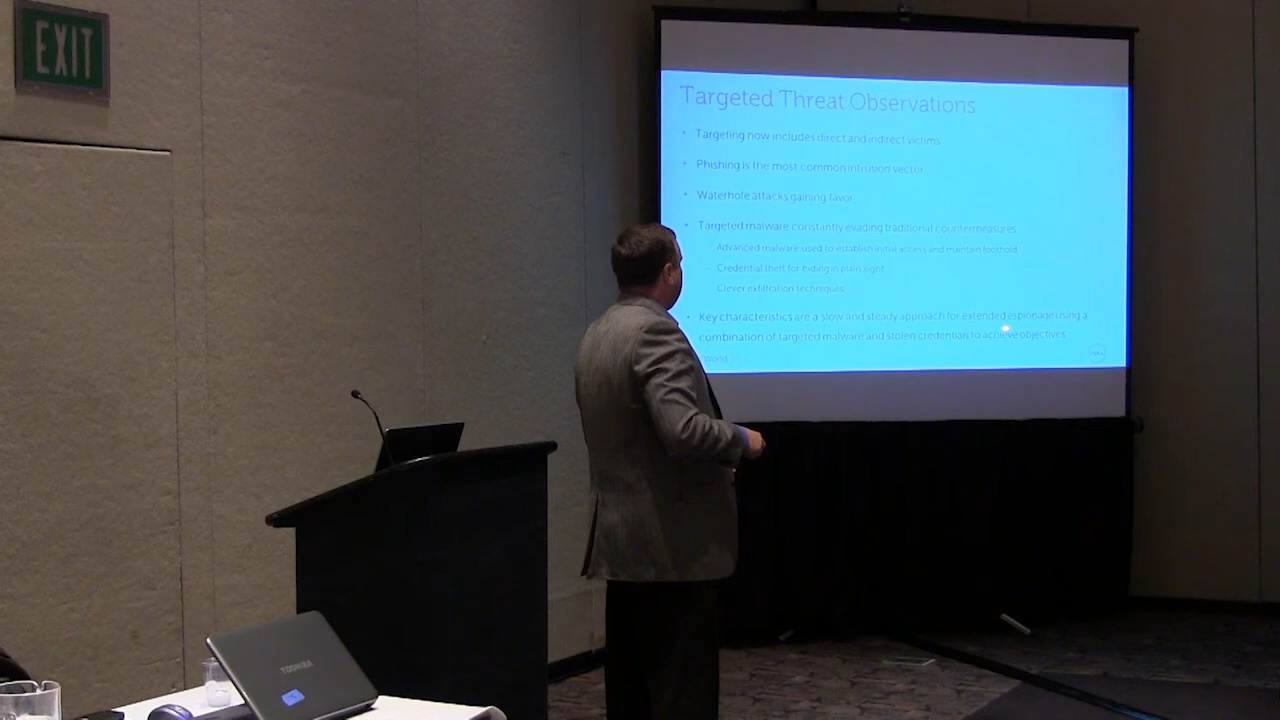 EXIT
Targeted Threat Observations
Targeting now includes direct and indirect victims
Phishing is the most common intrusion vector
Waterhole attacks gaining favor
Targeted malware constantly evading traditional countermeasures
Advanced malware used to establish initial access and maintain foothold
Credential theft for hiding in plain sight
Clever exfiltration techniques
Key characteristics are a slow and steady approach for extended espionage using a
combination of targeted malware and stolen credentials to achieve objectives
World
DELL
TOSHIBA